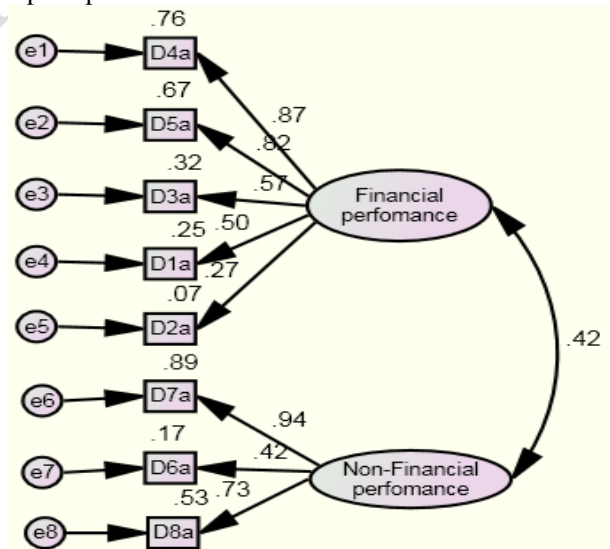 .76
e1
D4a
.87
.67
e2
D5a
.82
.32
e3
D3a
.57
Financial
perfomance
.25
.50
e4
D1a
.27
.07
e5
D2a
.42
.89
e6
D7a
.94
.17
e7
D6a
.42
Non-Financial
perfomance
.53
.73
e8
D8a